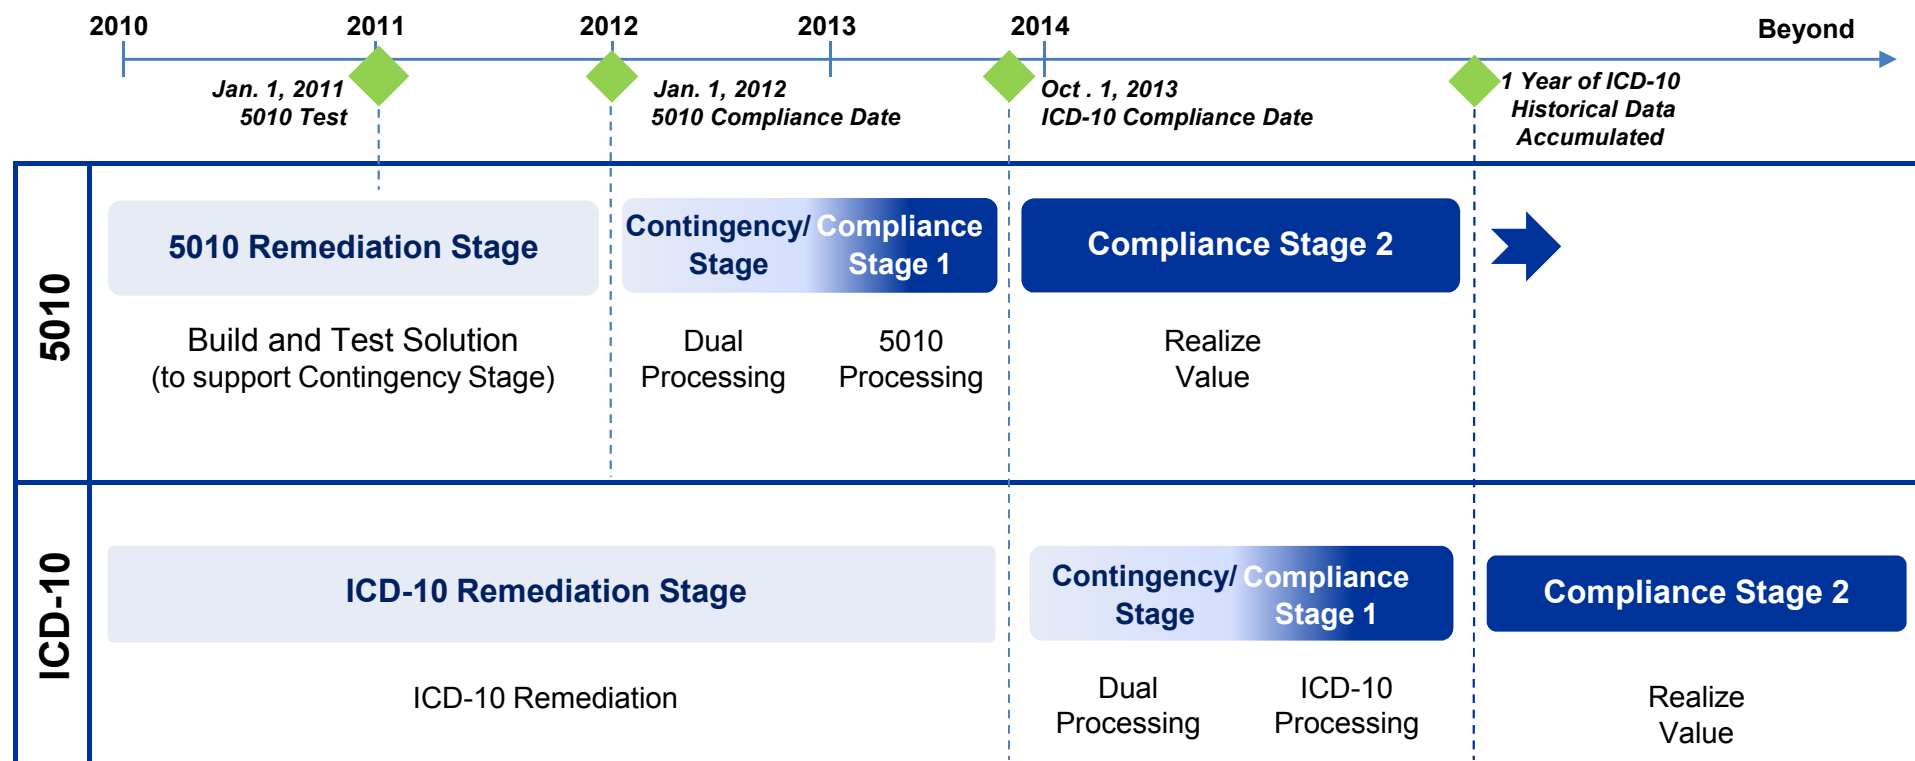 2010
2011
2012
2013
2014
Beyond
Jan. 1, 2011
5010 Test
Jan. 1, 2012
5010 Compliance Date
Oct . 1, 2013
ICD-10 Compliance Date
1 Year of ICD-10
Historical Data
Accumulated
5010
5010 Remediation Stage
Contingency/
Stage
Compliance
Stage 1
Compliance Stage 2
Build and Test Solution
(to support Contingency Stage)
Dual
Processing
5010
Processing
Realize
Value
ICD-10
ICD-10 Remediation Stage
Contingency/
Stage
Compliance
Stage 1
Compliance Stage 2
ICD-10 Remediation
Dual
Processing
ICD-10
Processing
Realize
Value